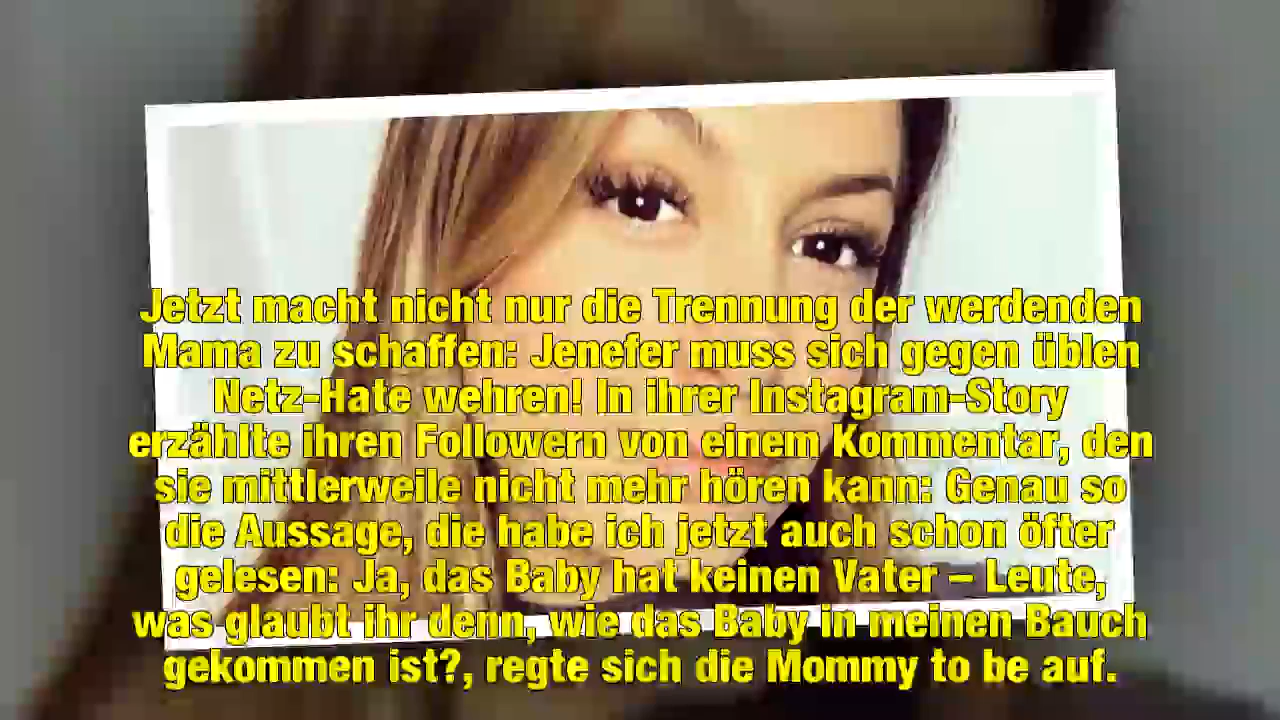 Jetzt macht nicht nur die Trennung der werdenden
Mama zu schaffen: Jenefer muss sich gegen üblen
Netz-Hate wehren! In ihrer Instagram-Story
erzählte ihren Followern von einem Kommentar, den
sie mittlerweile nicht mehr hören kann: Genau so
die Aussage, die habe ich jetzt auch schon öfter
gelesen: Ja, das Baby hat keinen Vater – Leute,
was glaubt ihr denn, wie das Baby in meinen Bauch
gekommen ist?, regte sich die Mommy to be auf.